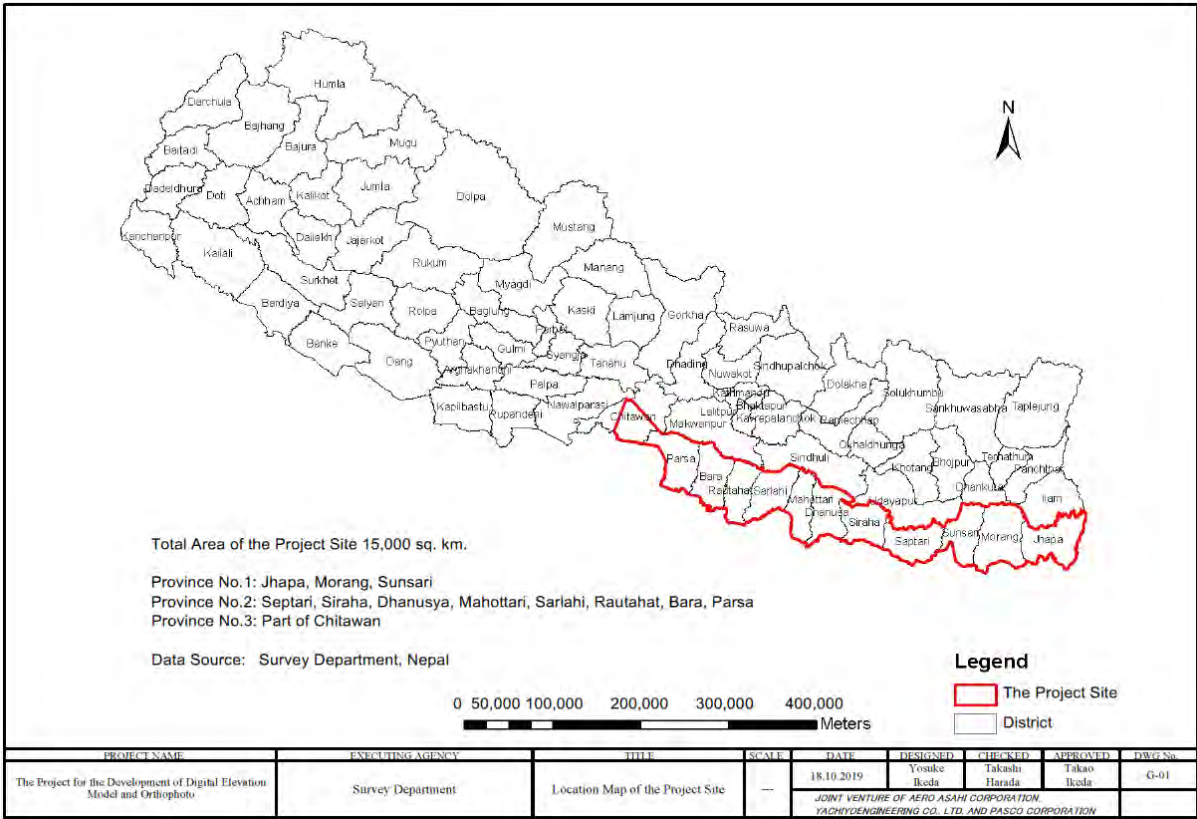 Humla
N
Darchula
Bajhang
Bajura
Mugu
Baitadi
Dadeldhura
Doti
Achham
Kalikot
Jumla
Dolpa
Mustang
Kanchanpur
Kailali
Dailekh
Jajarkot
Rukum
Manang
Surkhet
Myagdi
Bardiya
Salyan
Rolpa
Baglung
Kaski
Lamjung
Gorkha
Rasuwa
Banke
Dang
Pyuthan
Gulmi
Parbat
Syangja
Tanahu
Dhading
Nuwakot
Sindhupalchok
Dolakha
Arghakhanchi
Palpa
Kapilbastu
Rupandehi
Nawalparasi
Chitawan
Makwanpur
Lalitpur
Kathmandu
Bhaktapur
Kavrepalanchok
Ramechhap
Solukhumbu
Sankhuwasabha
Taplejung
Okhaldhunga
Khotang
Bhojpur
Terhathum
Panchthar
Dhankuta
Ilam
Sindhuli
Udayapur
Parsa
Bara
Rautahat
Sarlahi
Mahottari
Dhanusa
Siraha
Saptari
Sunsari
Morang
Jhapa
Total Area of the Project Site 15,000 sq. km.
Province No.1: Jhapa, Morang, Sunsari
Province No.2: Septari, Siraha, Dhanusya, Mahottari, Sarlahi, Rautahat, Bara, Parsa
Province No.3: Part of Chitawan
Data Source: Survey Department, Nepal
Legend
The Project Site
District
0 50,000 100,000 200,000 300,000 400,000
Meters
PROJECT NAME EXECUTING AGENCY TITLE SCALE DATE DESIGNED CHECKED APPROVED DWG No.
The Project for the Development of Digital Elevation
Model and Orthophoto
Survey Department
Location Map of the Project Site
---
18.10.2019
Yosuke
Ikeda
Takashi
Harada
Takao
Ikeda
G-01
JOINT VENTURE OF AERO ASAHI CORPORATION,
YACHIYOENGINEERING CO., LTD. AND PASCO CORPORATION